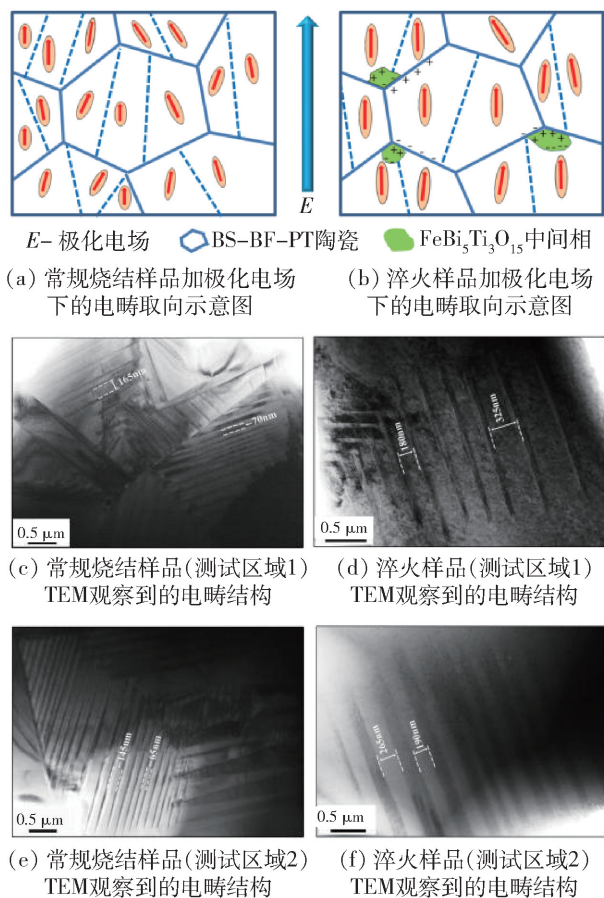 E
E-极化电场
BS-BF-PT陶瓷
FeBi5Ti3O15中间相
(a) 常规烧结样品加极化电场
下的电畴取向示意图
(b) 淬火样品加极化电场
下的电畴取向示意图
165nm
70nm
0.5 μm
180nm
325nm
0.5 μm
(c) 常规烧结样品(测试区域1)
TEM观察到的电畴结构
(d) 淬火样品(测试区域1)
TEM观察到的电畴结构
145nm
65nm
0.5 μm
265nm
190nm
0.5 μm
(e) 常规烧结样品(测试区域2)
TEM观察到的电畴结构
(f) 淬火样品(测试区域2)
TEM观察到的电畴结构